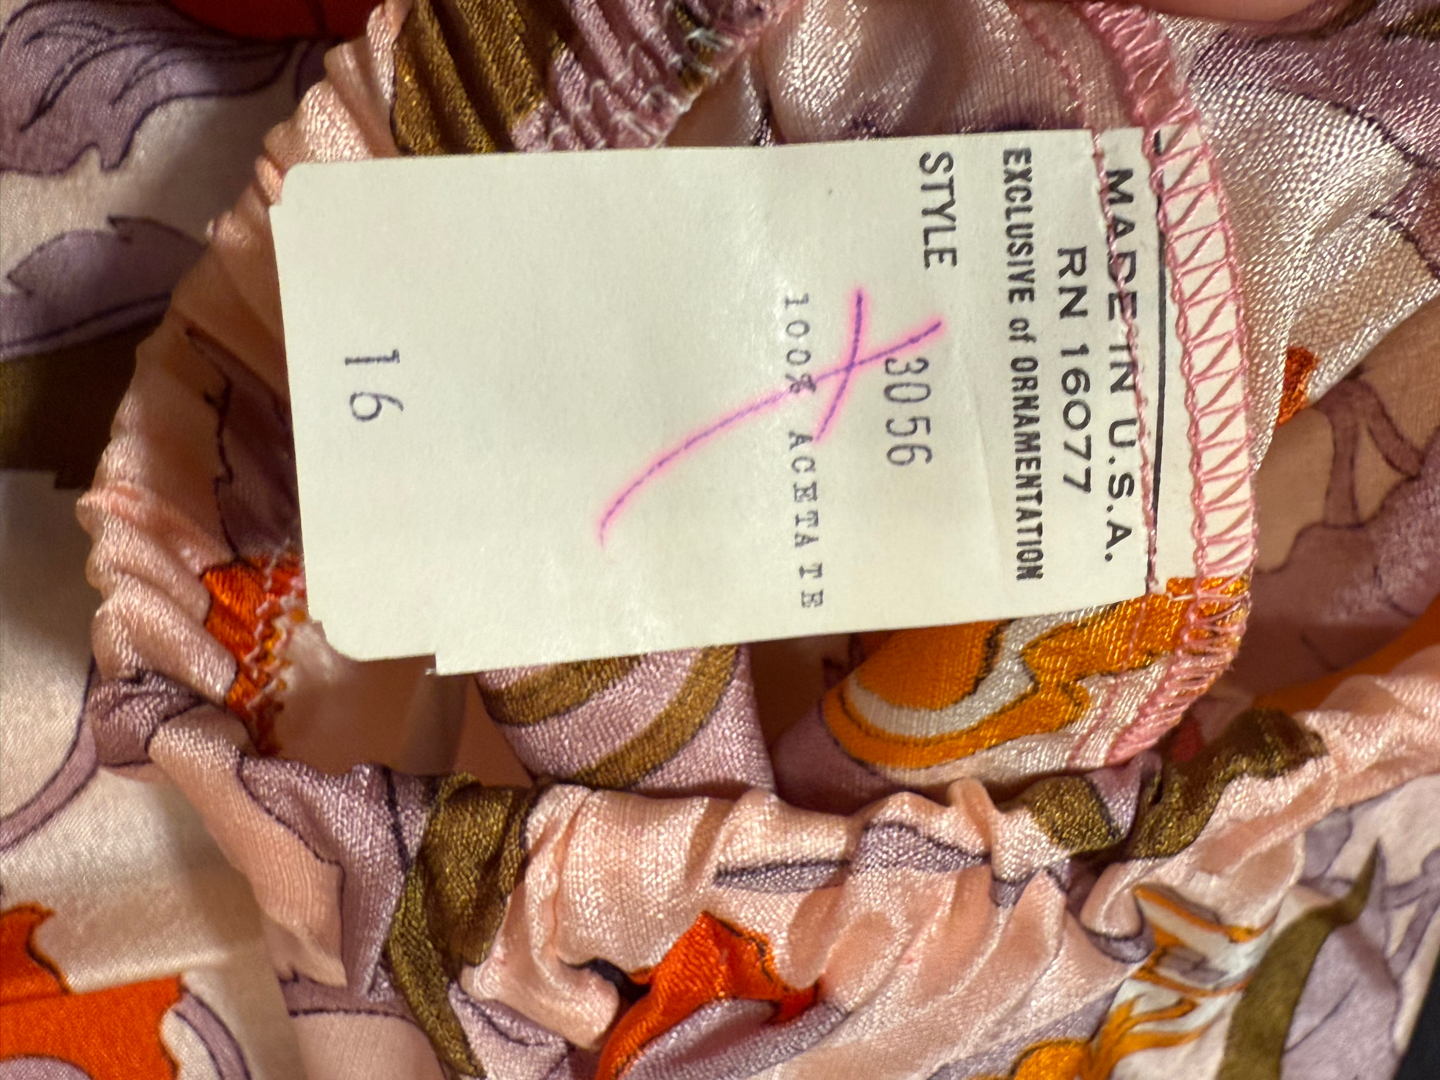 MADE IN U.S.A.
RN 16077
EXCLUSIVE of ORNAMENTATION
STYLE
3056
100% ACETATE
16